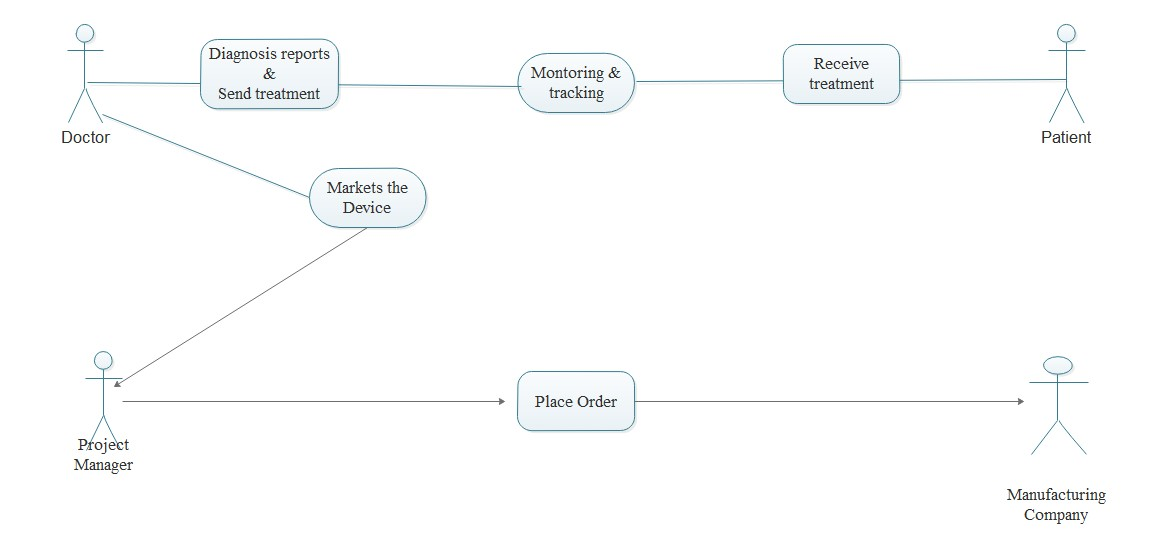 Diagnosis reports
&
Send treatment
Montoring &
tracking
Receive
treatment
Doctor
Patient
Markets the
Device
Place Order
Project
Manager
Manufacturing
Company